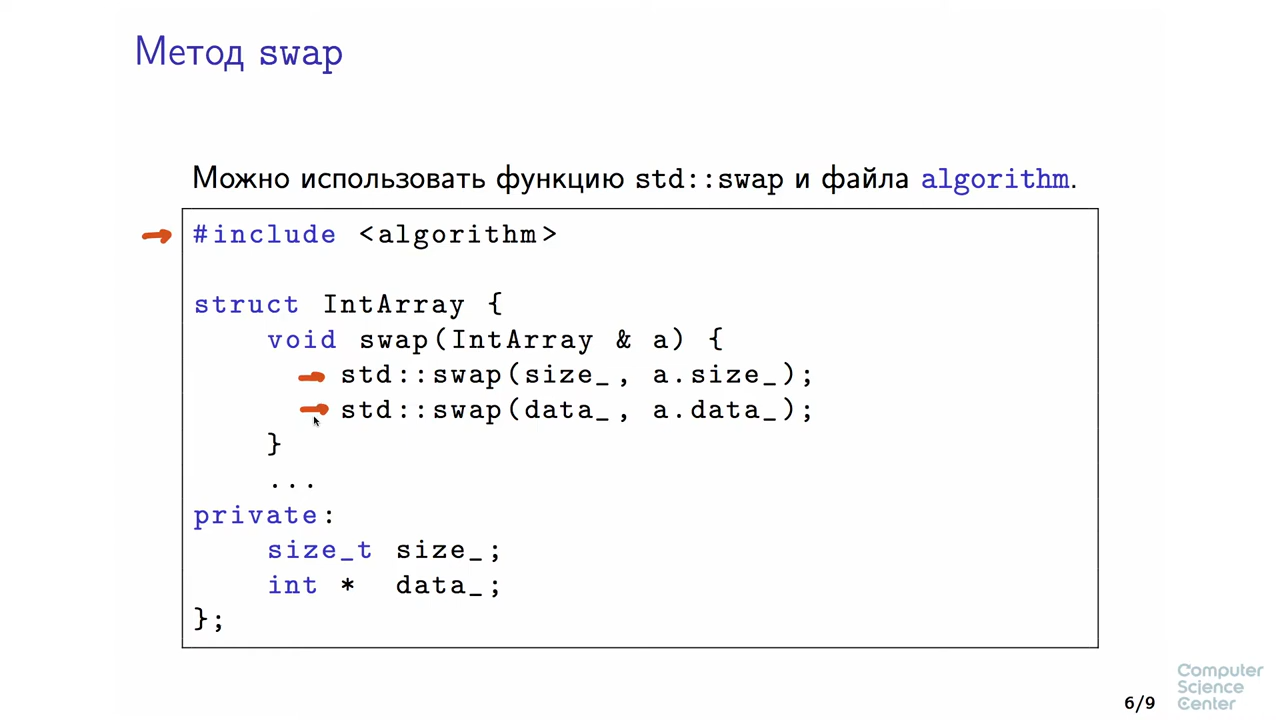 Метод swap
Можно использовать функцию std::swap и файла algorithm.
#include <algorithm>
struct IntArray {
void swap(IntArray & a) {
std::swap(size_, a.size_);
std::swap(data_, a.data_);
}
...
private:
size_t size_;
int * data_;
};
6/9
Computer
Science
Center